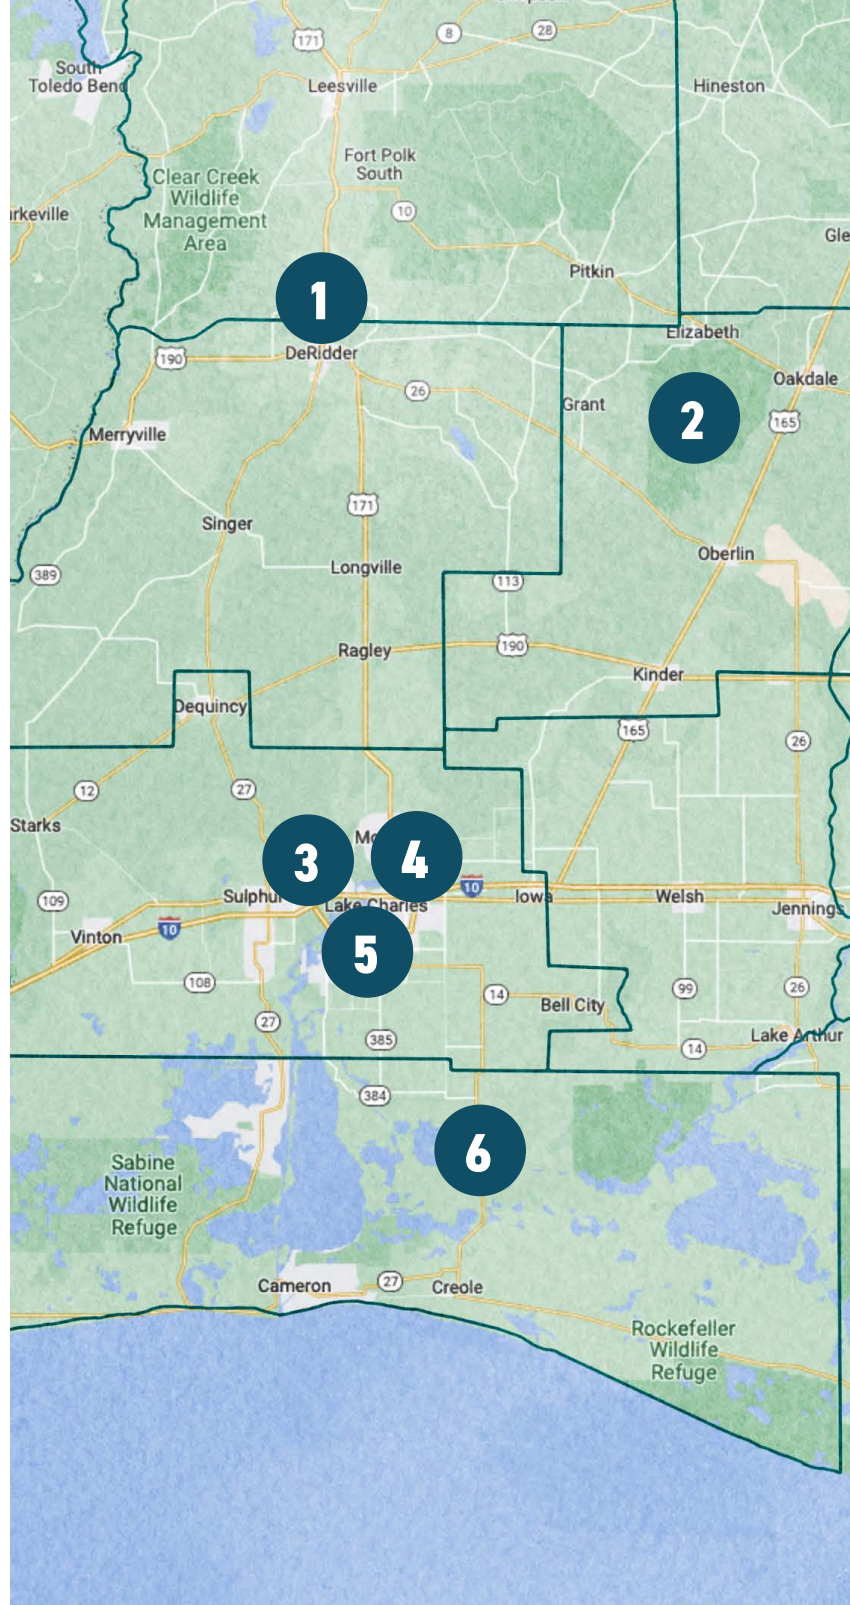 171
8
28
South
Toledo Bend
Leesville
Hineston
Fort Polk
South
Clear Creek
Wildlife
Management
Area
10
rkeville
Gle
Pitkin
1
Elizabeth
DeRidder
190
Oakdale
26
Grant
2
165
Merryville
171
Singer
Oberlin
Longville
389
113
190
Ragley
Kinder
Dequincy
165
26
12
27
Starks
Mo
3
4
10
109
Sulphur
Iowa
Welsh
Lake Charles
Jennings
10
Vinton
5
108
14
99
26
Bell City
27
385
14
Lake Arthur
384
6
Sabine
National
Wildlife
Refuge
Cameron
27
Creole
Rockefeller
Wildlife
Refuge